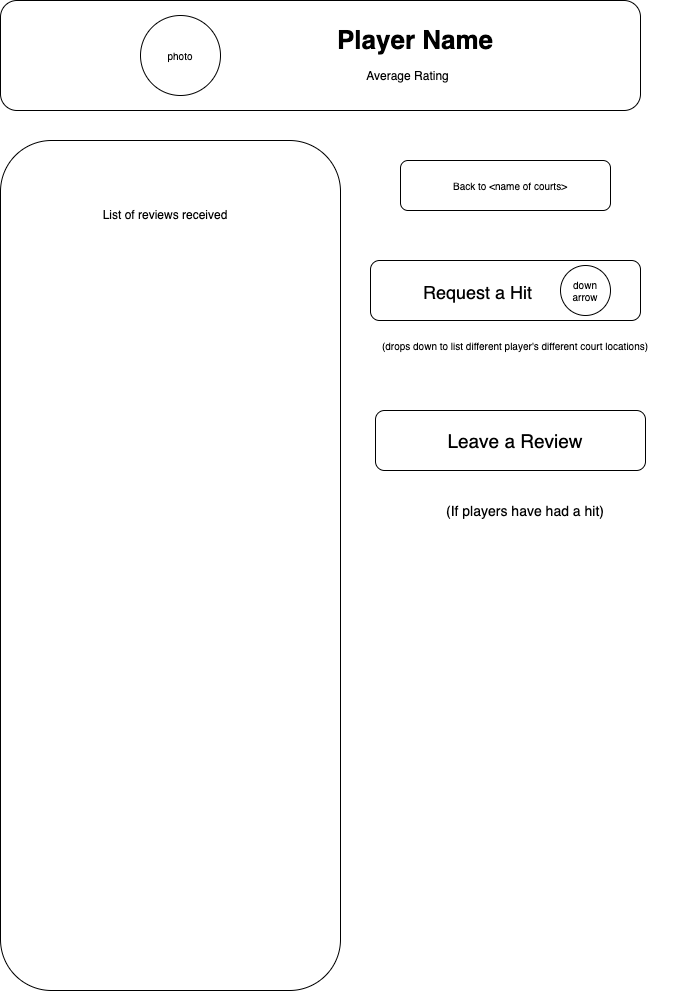 Player Name
photo
Average Rating
Back to <name of courts>
List of reviews received
Request a Hit
down
arrow
(drops down to list different player's different court locations)
Leave a Review
(If players have had a hit)